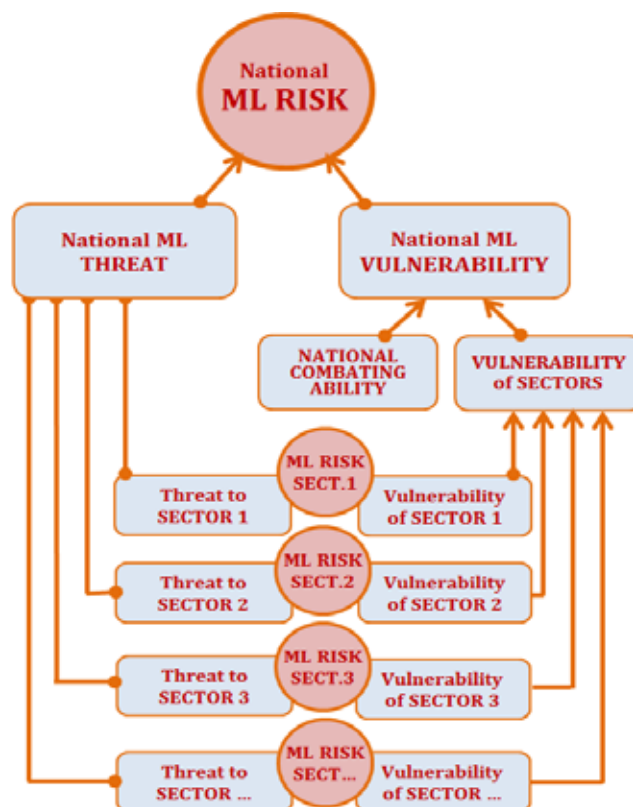 National
ML RISK
National ML
THREAT
National ML
VULNERABILITY
NATIONAL
COMBATING
ABILITY
VULNERABILITY
of SECTORS
Threat to
SECTOR 1
ML RISK
SECT.1
Vulnerability
of SECTOR 1
Threat to
SECTOR 2
ML RISK
SECT.2
Vulnerability
of SECTOR 2
Threat to
SECTOR 3
ML RISK
SECT.3
Vulnerability
of SECTOR 3
Threat to
SECTOR ...
ML RISK
SECT...
Vulnerability
of SECTOR ...